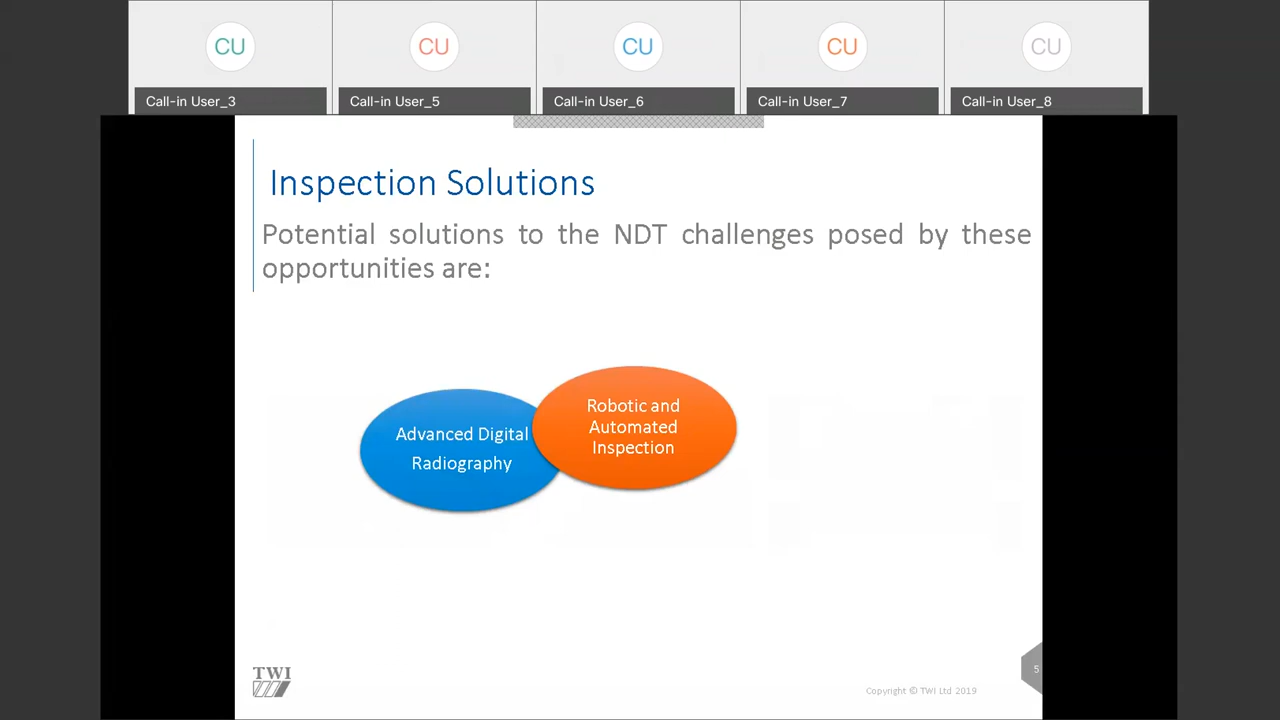 CU CU CU CU CU
Call-in User_3 Call-in User_5 Call-in User_6 Call-in User_7 Call-in User_8
Inspection Solutions
Potential solutions to the NDT challenges posed by these
opportunities are:
Advanced Digital
Radiography
Robotic and
Automated
Inspection
TWI
Copyright © TWI Ltd 2019
5